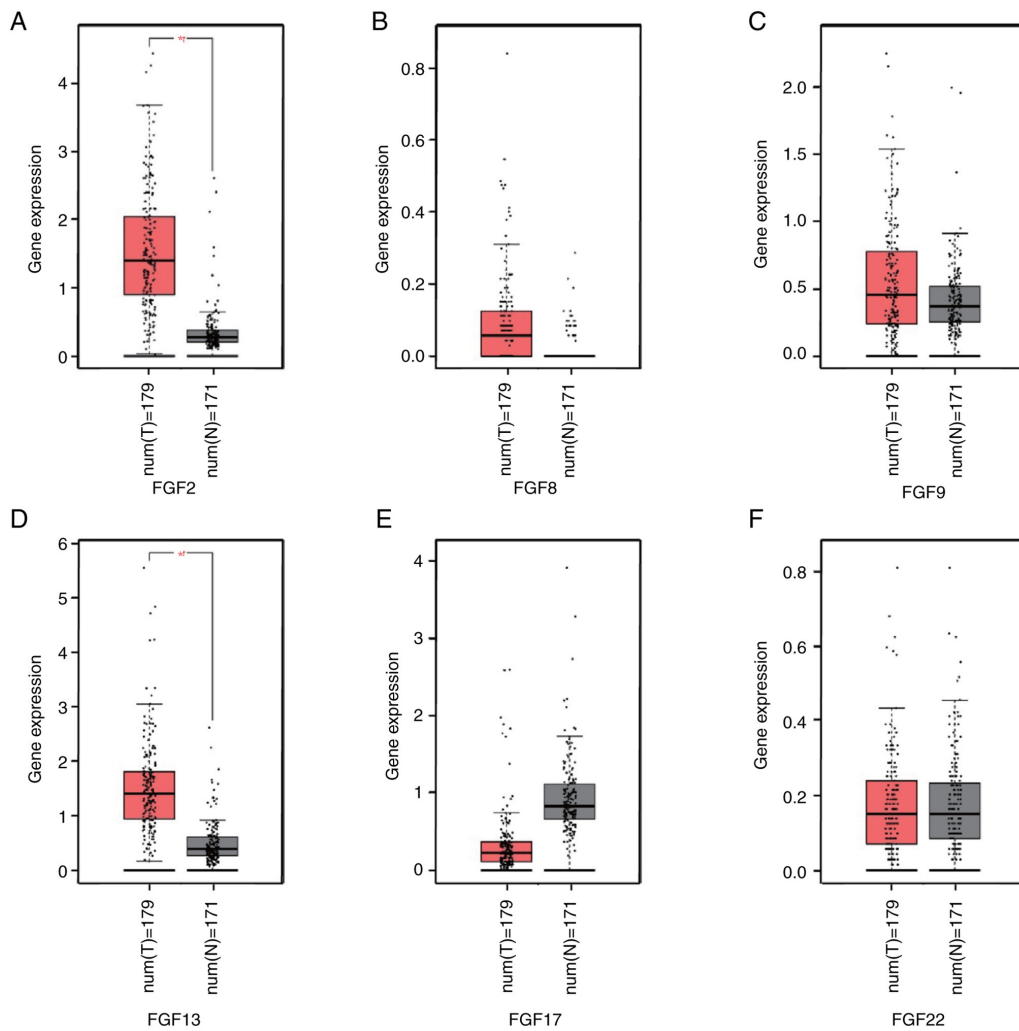 A
B
C
Gene expression
4
3
2
1
0
*
num(T)=179
num(N)=171
FGF2
Gene expression
0.8
0.6
0.4
0.2
0.0
num(T)=179
num(N)=171
FGF8
Gene expression
2.0
1.5
1.0
0.5
0.0
num(T)=179
num(N)=171
FGF9
D
E
F
Gene expression
6
5
4
3
2
1
0
*
num(T)=179
num(N)=171
FGF13
Gene expression
4
3
2
1
0
num(T)=179
num(N)=171
FGF17
Gene expression
0.8
0.6
0.4
0.2
0.0
num(T)=179
num(N)=171
FGF22